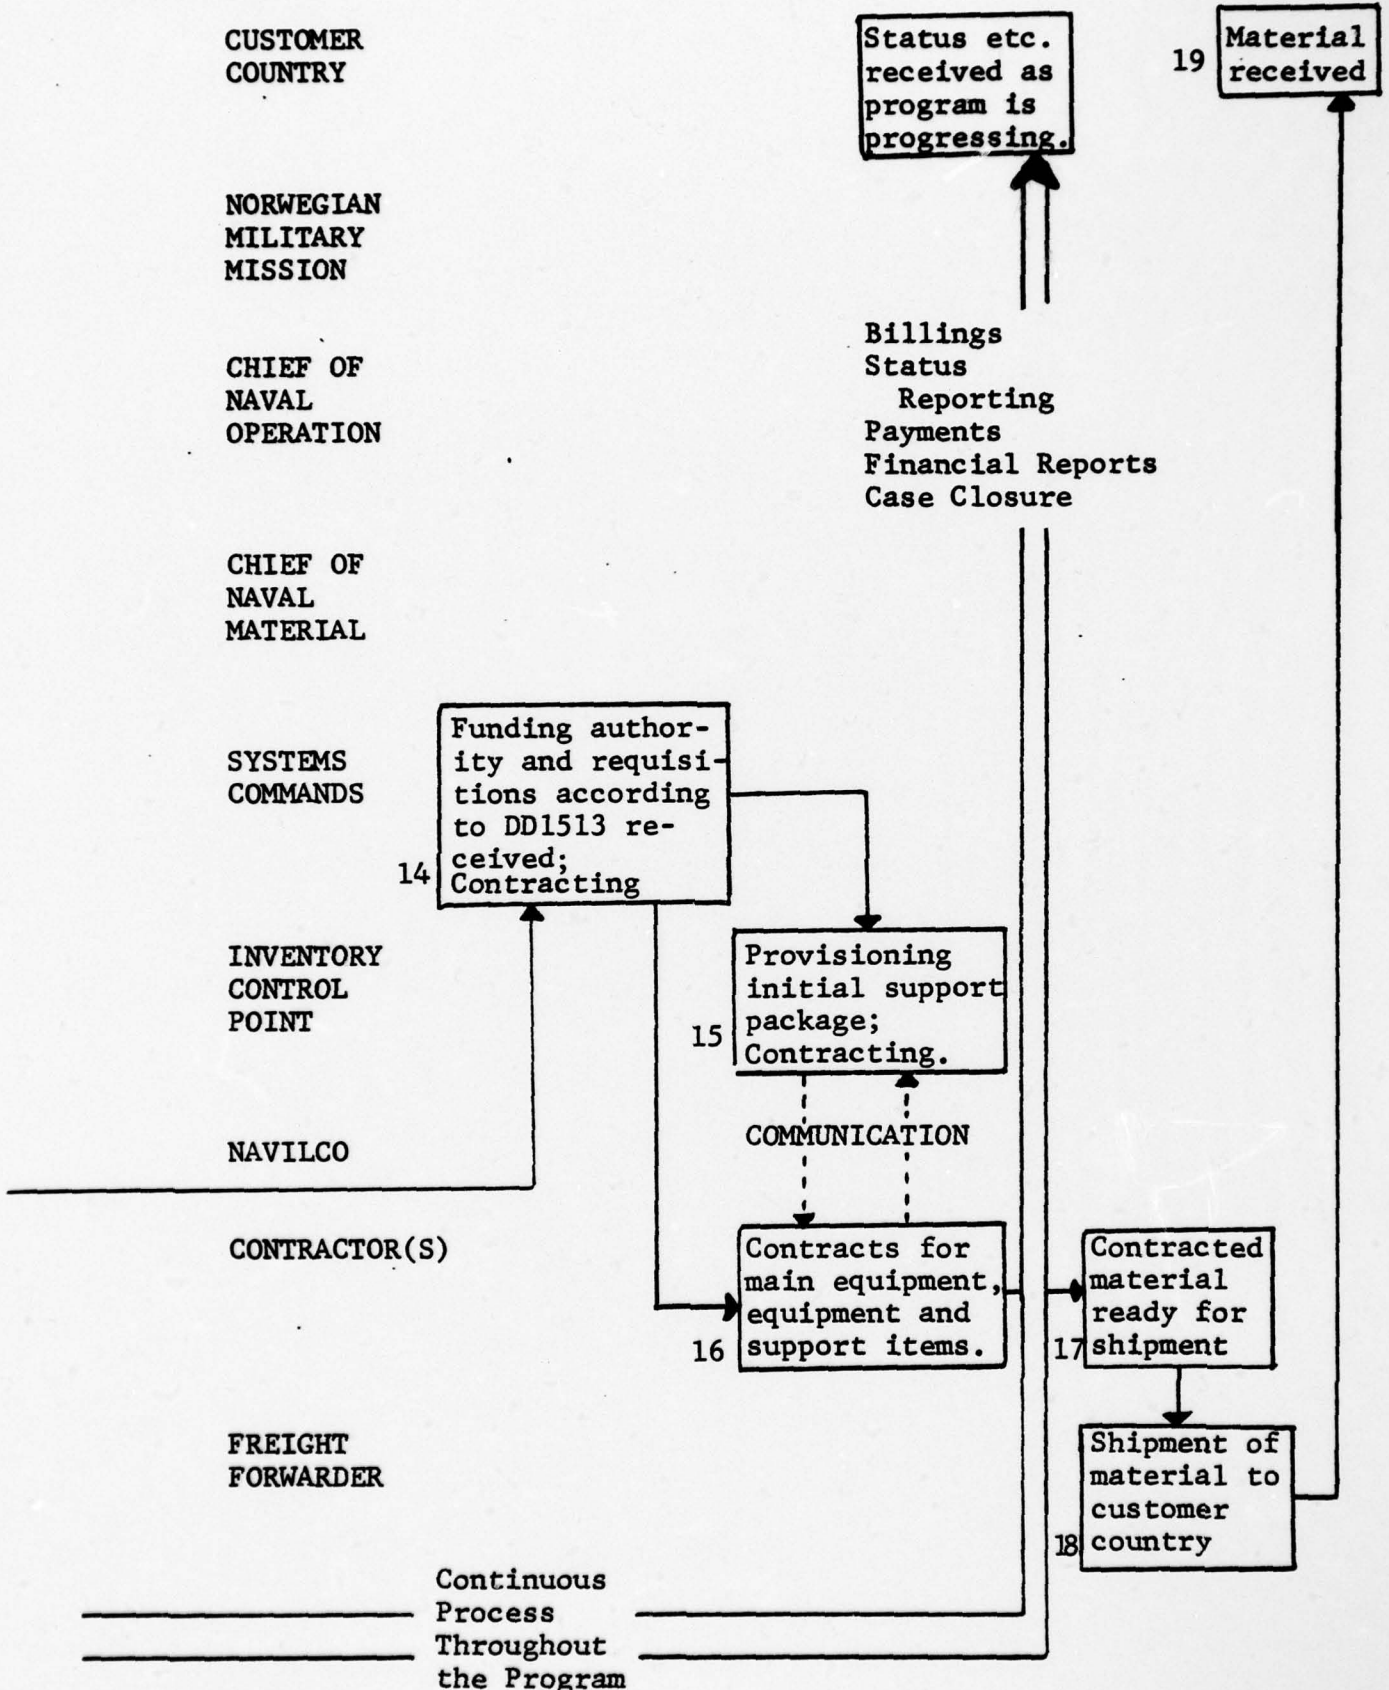 CUSTOMER
COUNTRY
Status etc.
received as
program is
progressing.
19
Material
received
NORWEGIAN
MILITARY
MISSION
Billings
Status
Reporting
Payments
Financial Reports
Case Closure
CHIEF OF
NAVAL
OPERATION
CHIEF OF
NAVAL
MATERIAL
SYSTEMS
COMMANDS
14
Funding author-
ity and requisi-
tions according
to DD1513 re-
ceived;
Contracting
INVENTORY
CONTROL
POINT
15
Provisioning
initial support
package;
Contracting.
COMMUNICATION
NAVILCO
CONTRACTOR(S)
16
Contracts for
main equipment,
equipment and
support items.
17
Contracted
material
ready for
shipment
FREIGHT
FORWARDER
18
Shipment of
material to
customer
country
Continuous
Process
Throughout
the Program